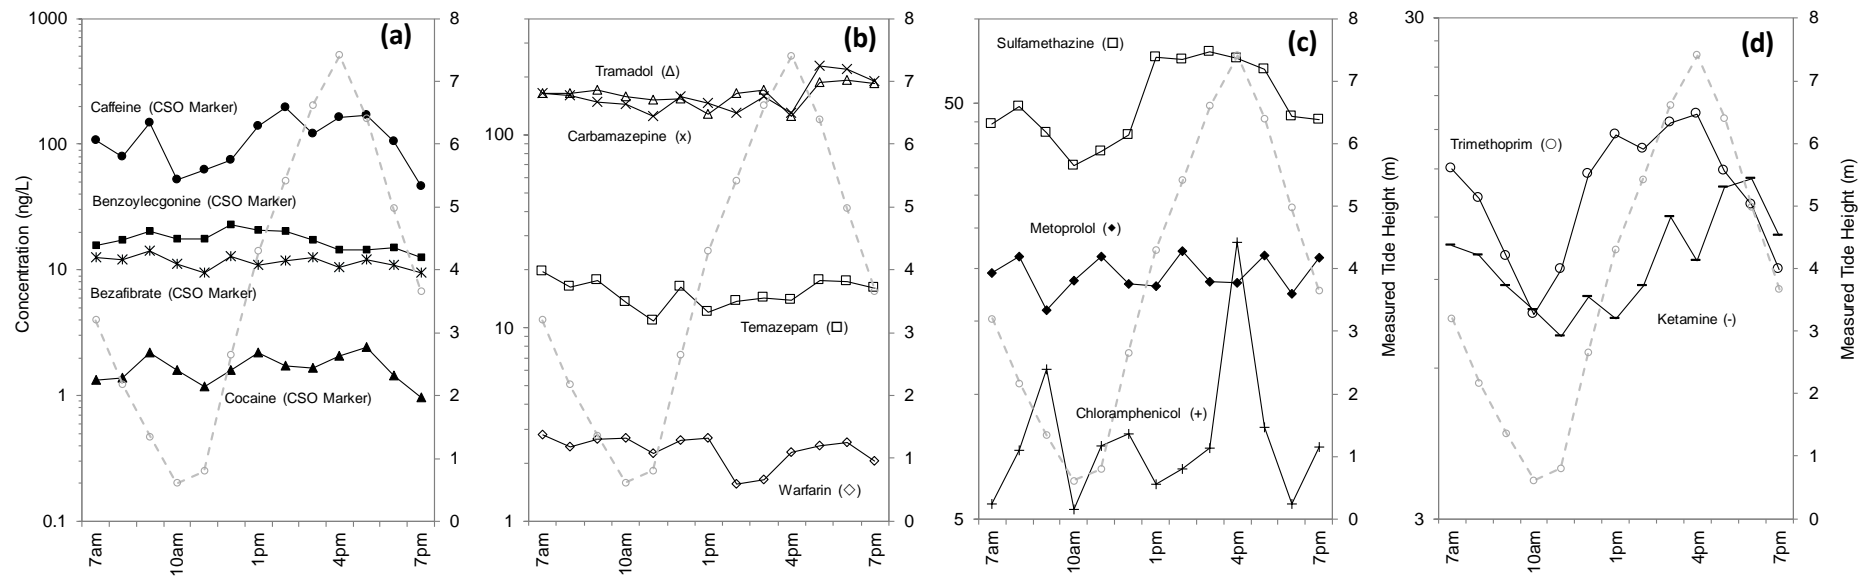 (a)
1000
100
10
1
0.1
Concentration (ng/L)
Caffeine (CSO Marker)
Benzoylecgonine (CSO Marker)
Bezafibrate (CSO Marker)
Cocaine (CSO Marker)
8
7
6
5
4
3
2
1
0
7am
10am
1pm
4pm
7pm
(b)
100
10
1
Tramadol (Δ)
Carbamazepine (x)
Temazepam (□)
Warfarin (◇)
8
7
6
5
4
3
2
1
0
7am
10am
1pm
4pm
7pm
(c)
50
5
Sulfamethazine (□)
Metoprolol (◆)
Chloramphenicol (+)
8
7
6
5
4
3
2
1
0
Measured Tide Height (m)
7am
10am
1pm
4pm
7pm
(d)
30
3
Trimethoprim (○)
Ketamine (-)
8
7
6
5
4
3
2
1
0
Measured Tide Height (m)
7am
10am
1pm
4pm
7pm